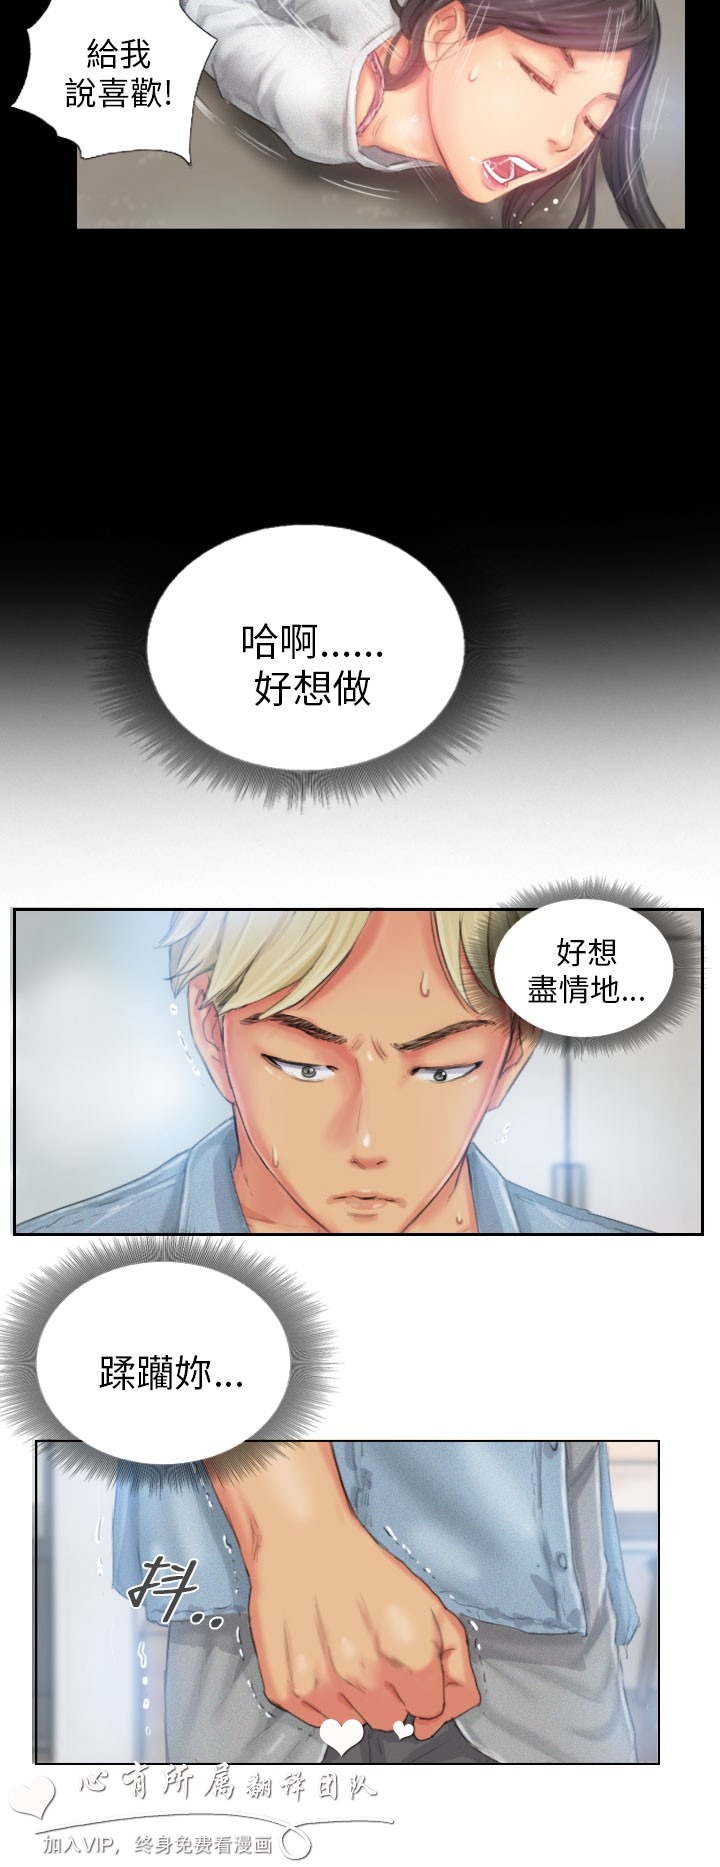 給我
說喜歡!
哈啊......
好想做
好想
盡情地...
蹂躪妳...
抖..
心有所属翻译团队
加入VIP，终身免费看漫画